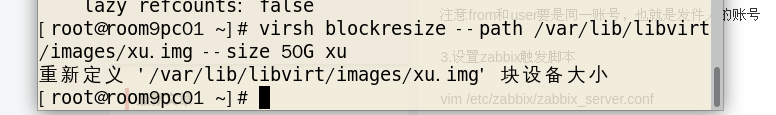 lazy refcounts: false
[root@room9pc01 ~]# virsh blockresize --path /var/lib/libvirt
/images/xu.img --size 50G xu
重新定义 '/var/lib/libvirt/images/xu.img' 块设备大小
[root@room9pc01 ~]#
注意from和user要是同一账号，也就是发件人的账号
3.设置zabbix触发脚本
vim /etc/zabbix/zabbix_server.conf